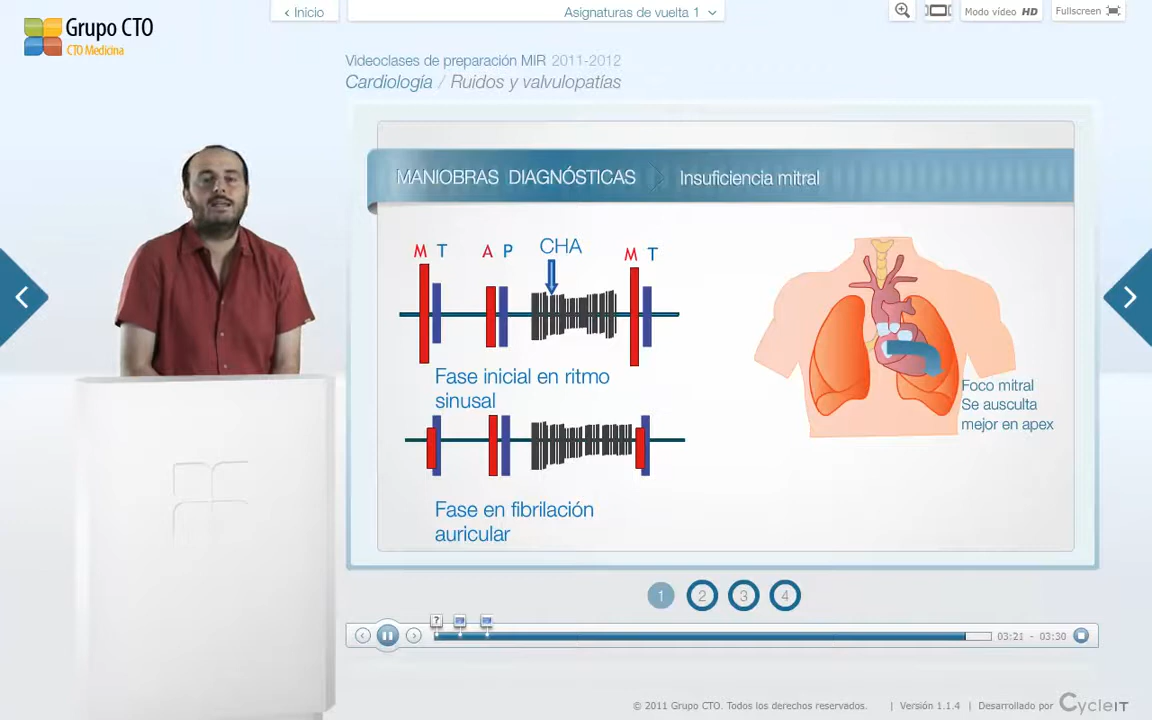 Grupo CTO
CTO Medicina
‹ Inicio
Asignaturas de vuelta 1
Modo vídeo HD
Fullscreen
Videoclases de preparación MIR 2011-2012
Cardiología / Ruidos y valvulopatías
MANIOBRAS DIAGNÓSTICAS
Insuficiencia mitral
M T A P CHA M T
Fase inicial en ritmo
sinusal
Fase en fibrilación
auricular
Foco mitral
Se ausculta
mejor en apex
1 2 3 4
?
03:21 - 03:30
© 2011 Grupo CTO. Todos los derechos reservados. | Versión 1.1.4 | Desarrollado por CycleIT